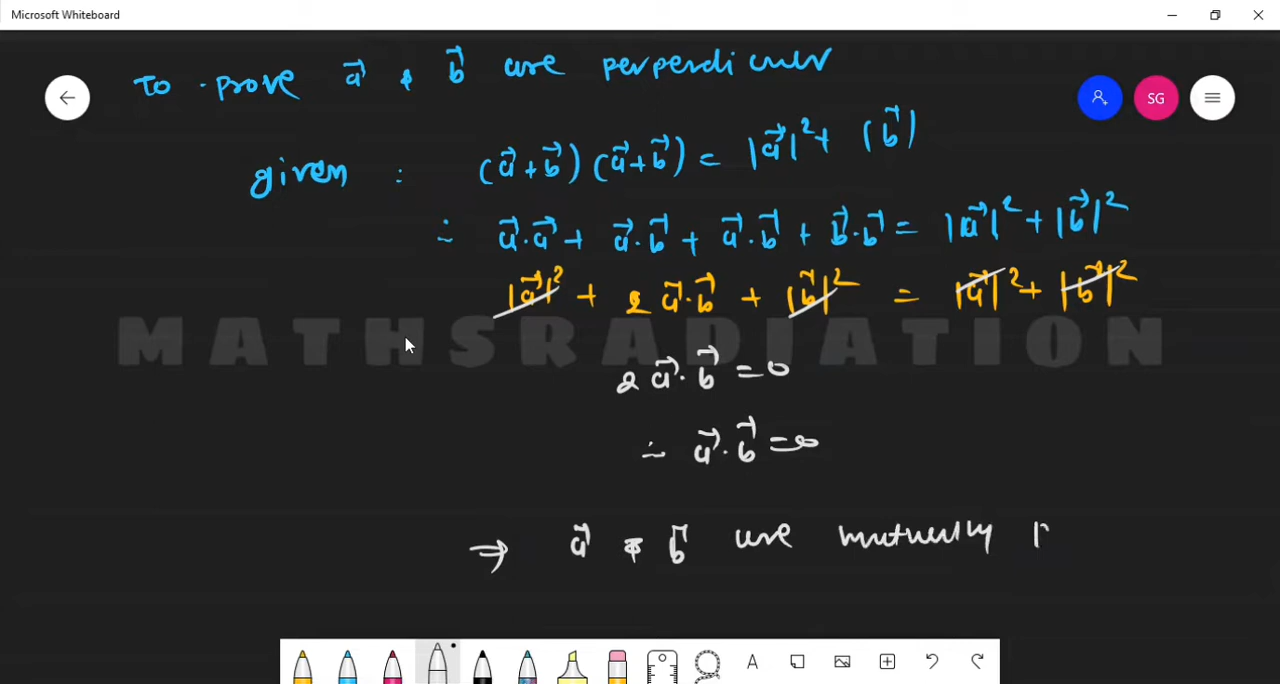 Microsoft Whiteboard
To prove a⃗ & b⃗ are perpendicular
SG
given : (a⃗+b⃗)(a⃗+b⃗) = |a⃗|² + |b⃗|
∴ a⃗.a⃗ + a⃗.b⃗ + a⃗.b⃗ + b⃗.b⃗ = |a⃗|² + |b⃗|²
|a⃗|² + 2 a⃗.b⃗ + |b⃗|² = |a⃗|² + |b⃗|²
MATHSRADIATION
2 a⃗.b⃗ = 0
∴ a⃗.b⃗ = 0
⇒ a⃗ & b⃗ are mutually